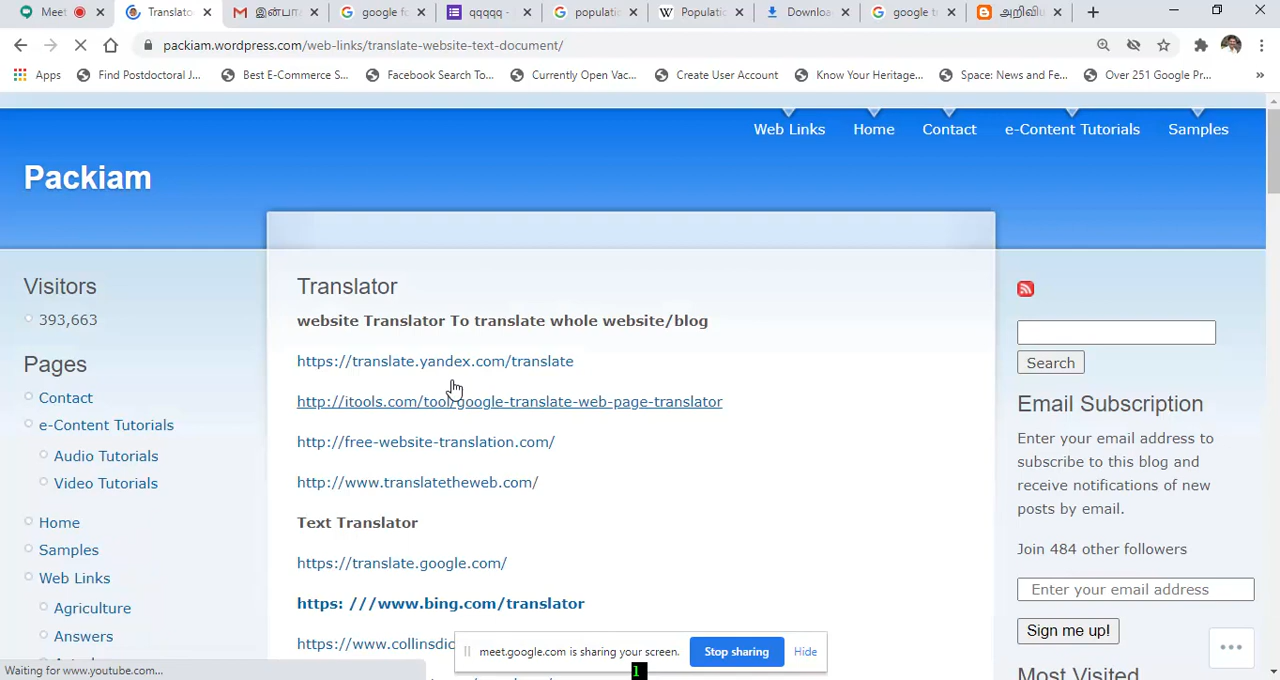 Meet
Translato
இன்பா
google fo
qqqqq -
populati
Populati
Downloa
google t
அறிவி
packiam.wordpress.com/web-links/translate-website-text-document/
Apps
Find Postdoctoral J...
Best E-Commerce S...
Facebook Search To...
Currently Open Vac...
Create User Account
Know Your Heritage...
Space: News and Fe...
Over 251 Google Pr...
»
Web Links
Home
Contact
e-Content Tutorials
Samples
Packiam
Visitors
393,663
Pages
Contact
e-Content Tutorials
Audio Tutorials
Video Tutorials
Home
Samples
Web Links
Agriculture
Answers
Translator
website Translator To translate whole website/blog
https://translate.yandex.com/translate
http://itools.com/tool/google-translate-web-page-translator
http://free-website-translation.com/
http://www.translatetheweb.com/
Text Translator
https://translate.google.com/
https: ///www.bing.com/translator
https://www.collinsdic
Search
Email Subscription
Enter your email address to
subscribe to this blog and
receive notifications of new
posts by email.
Join 484 other followers
Enter your email address
Sign me up!
Most Visited
meet.google.com is sharing your screen.
Stop sharing
Hide
1
Waiting for www.youtube.com...